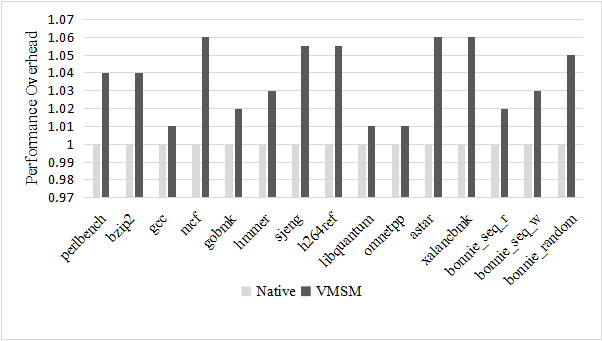 Performance Overhead
1.07
1.06
1.05
1.04
1.03
1.02
1.01
1
0.99
0.98
0.97
perlbench
bzip2
gcc
mcf
gobmk
hmmer
sjeng
h264ref
libquantum
omnetpp
astar
xalancbmk
bonnie_seq_r
bonnie_seq_w
bonnie_random
Native
VMSM